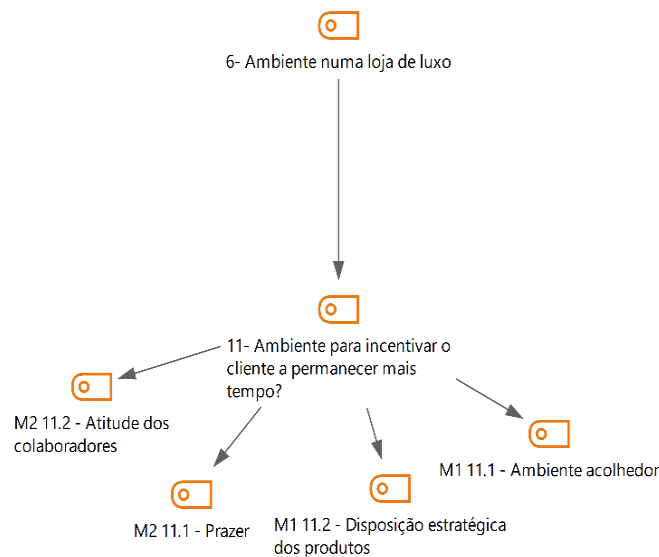 6- Ambiente numa loja de luxo
11- Ambiente para incentivar o
cliente a permanecer mais
tempo?
M2 11.2 - Atitude dos
colaboradores
M2 11.1 - Prazer
M1 11.2 - Disposição estratégica
dos produtos
M1 11.1 - Ambiente acolhedor